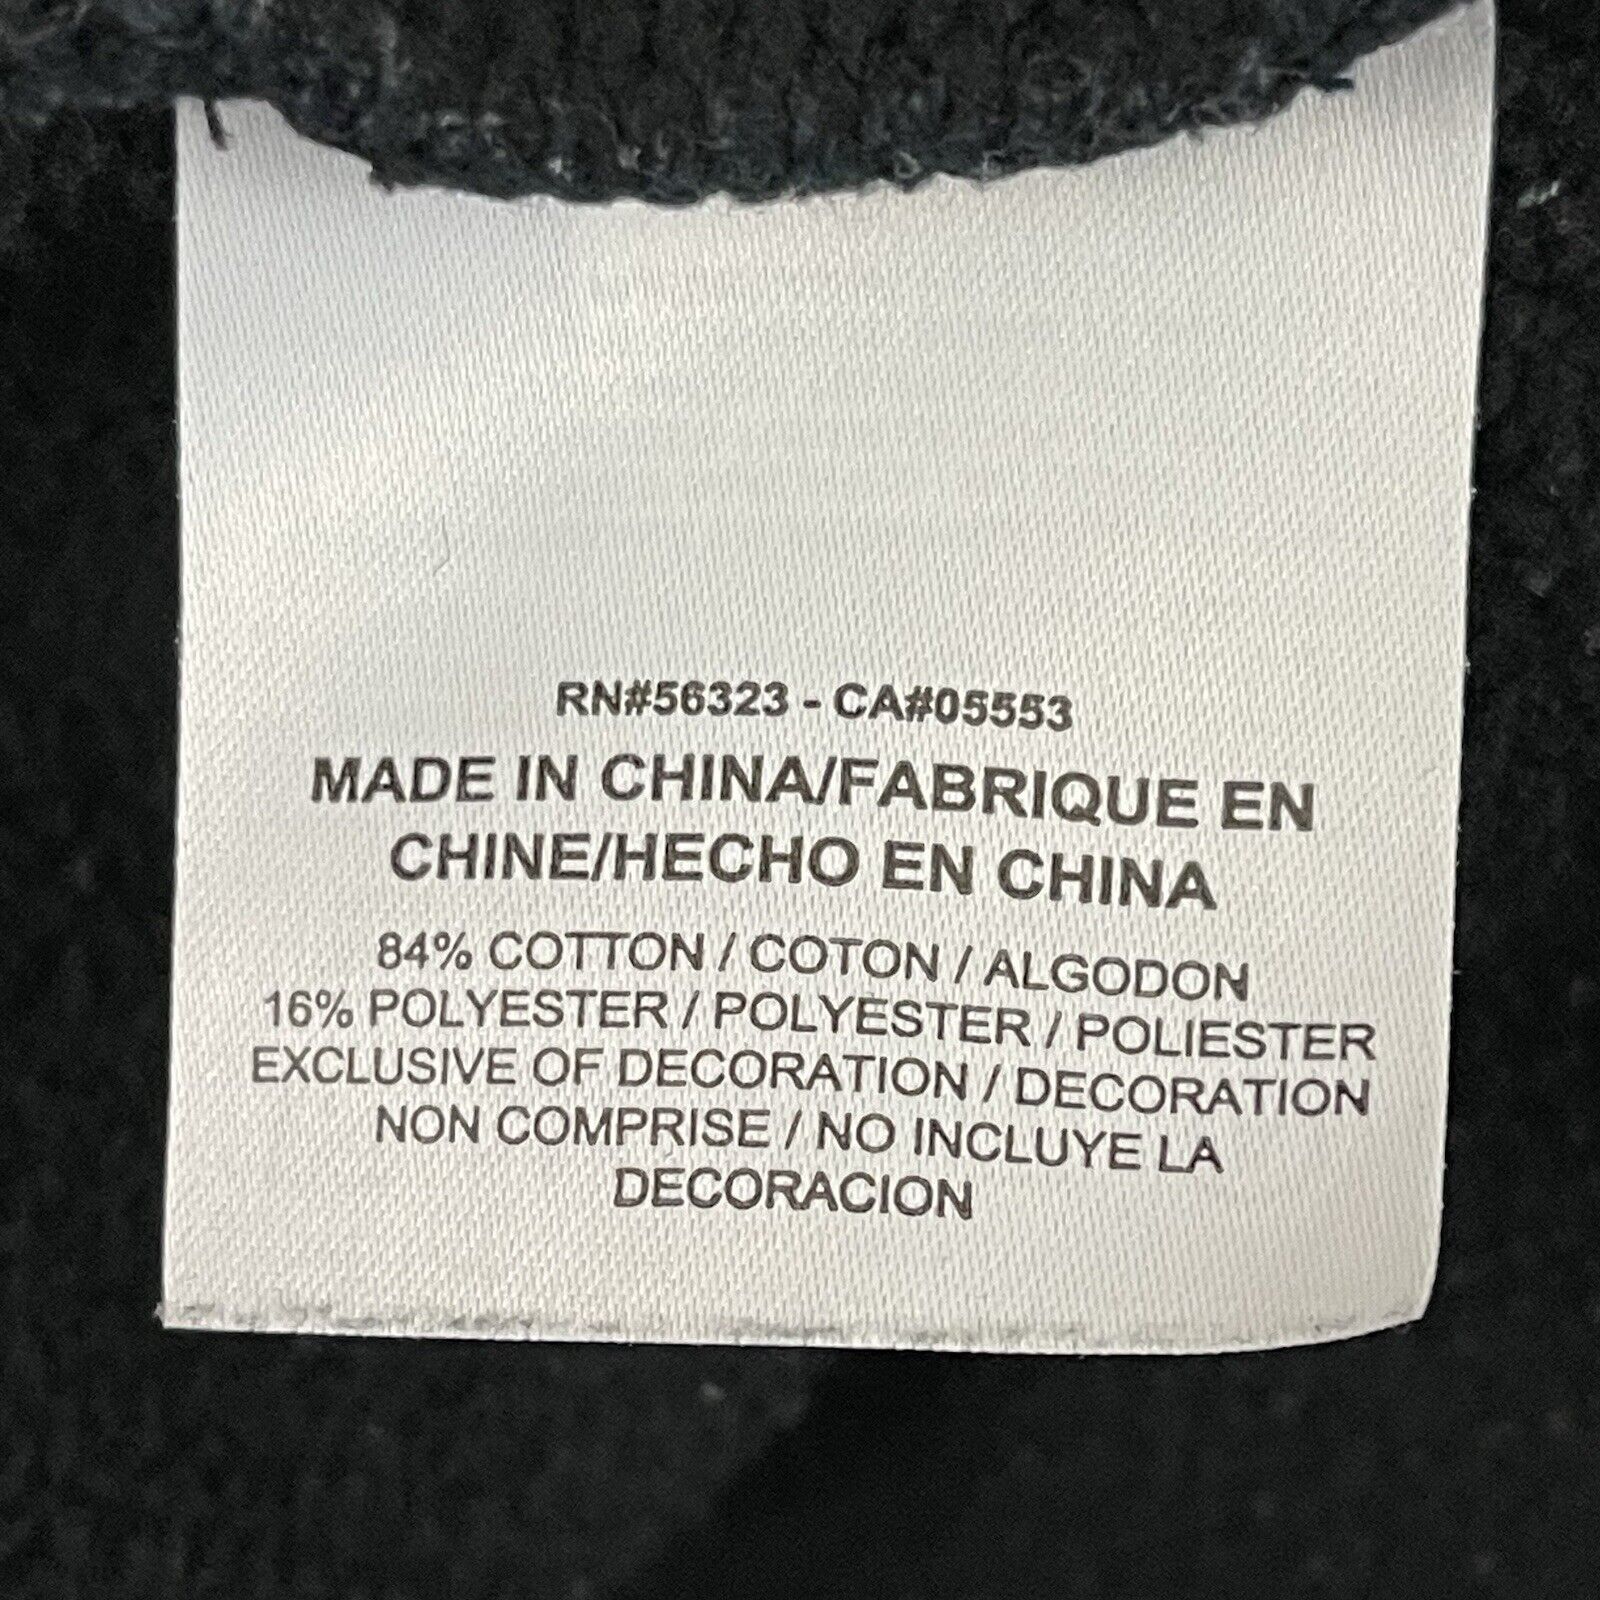 RN#56323 - CA#05553
MADE IN CHINA/FABRIQUE EN
CHINE/HECHO EN CHINA
84% COTTON / COTON / ALGODON
16% POLYESTER / POLYESTER / POLIESTER
EXCLUSIVE OF DECORATION / DECORATION
NON COMPRISE / NO INCLUYE LA
DECORACION